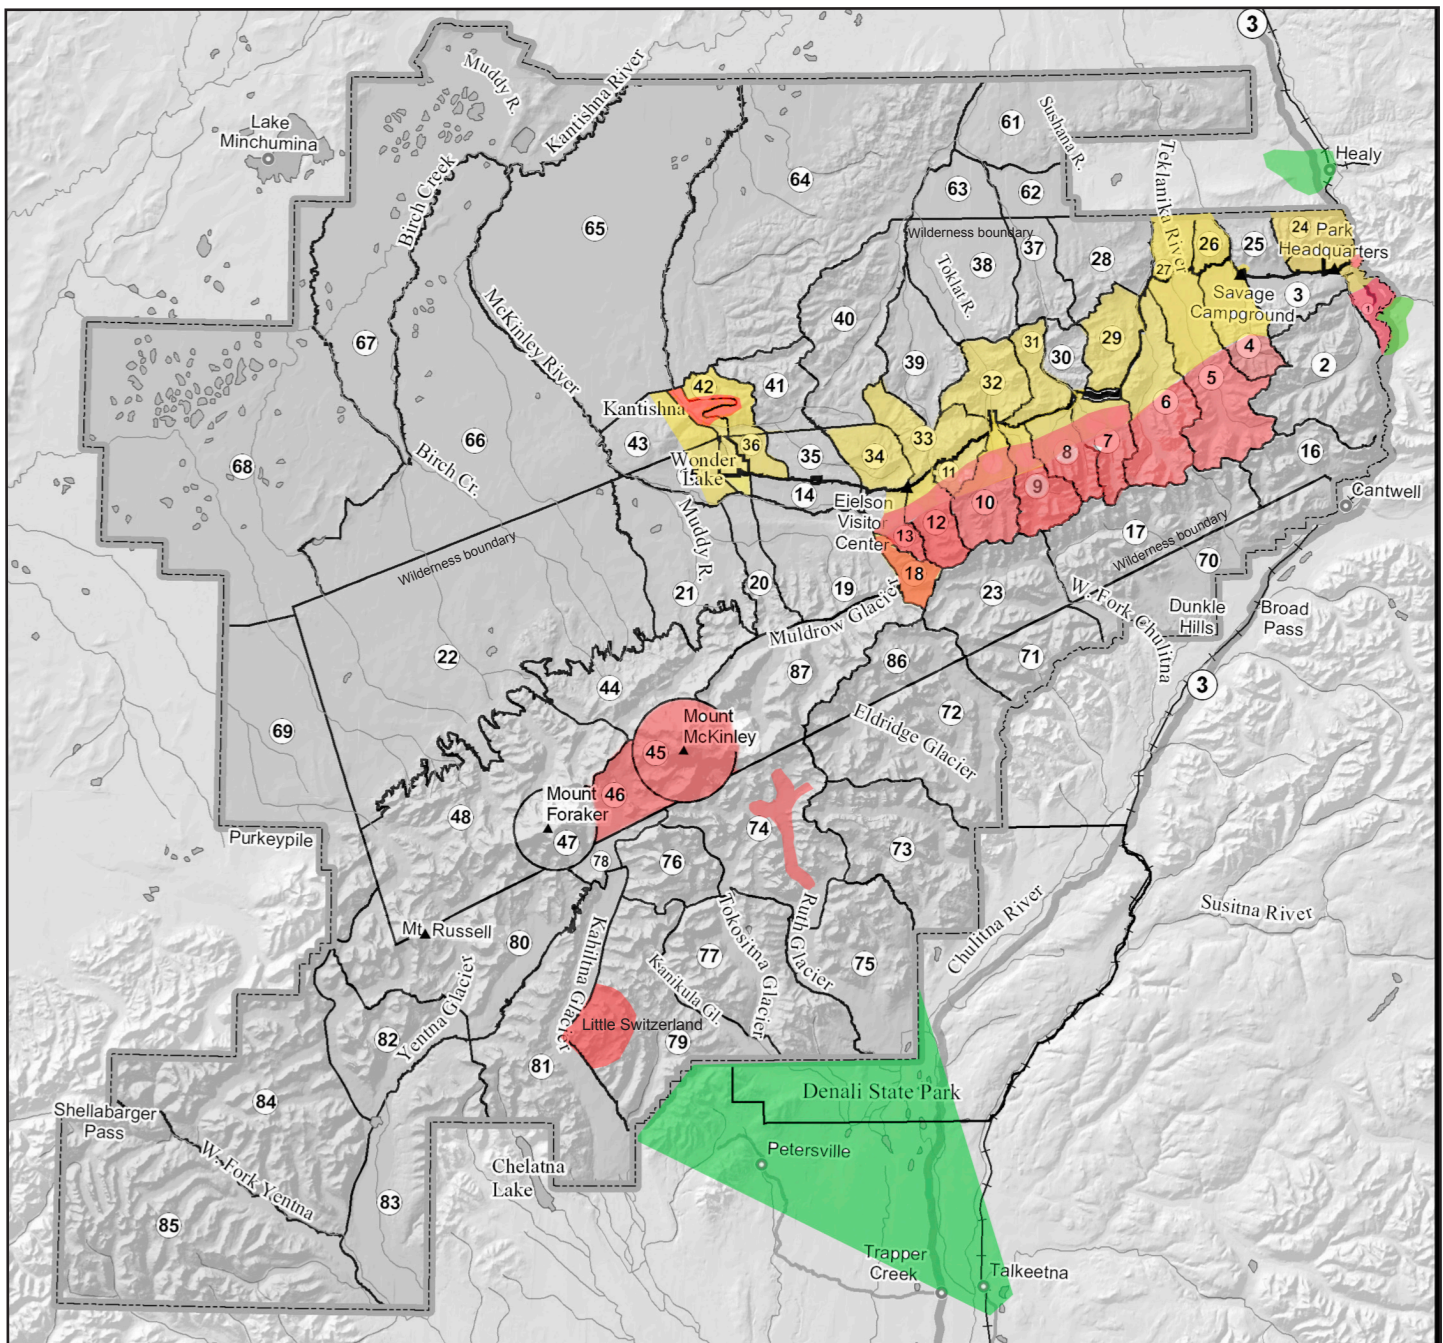 3
Muddy R.
Kantishna River
Lake
Minchumina
61
Sushana R.
Healy
Teklanika River
Birch Creek
64
63
62
65
24
Park
Headquarters
Wilderness boundary
37
26
25
28
38
27
Toklat R.
Savage
Campground
3
1
McKinley River
40
67
31
29
30
4
2
39
32
5
42
41
6
Kantishna
33
7
43
36
66
35
34
8
16
Wonder
Lake
15
68
Birch Cr.
11
9
14
10
Cantwell
Eielson
Visitor
Center
12
Muddy R.
13
17
Wilderness boundary
Wilderness boundary
70
18
20
19
21
23
W. Fork Chulitna
Dunkle
Hills
Broad
Pass
Muldrow Glacier
22
86
71
87
44
3
72
Eldridge Glacier
Mount
McKinley
69
45
46
Mount
Foraker
48
74
Purkeypile
47
73
78
76
Chulitna River
Susitna River
Mt. Russell
80
Kahiltna Glacier
Tokositna Glacier
Ruth Glacier
77
75
Kanikula Gl.
Yentna Glacier
Little Switzerland
82
79
81
84
Denali State Park
Shellabarger
Pass
W. Fork Yentna
Petersville
Chelatna
Lake
83
85
Trapper
Creek
Talkeetna